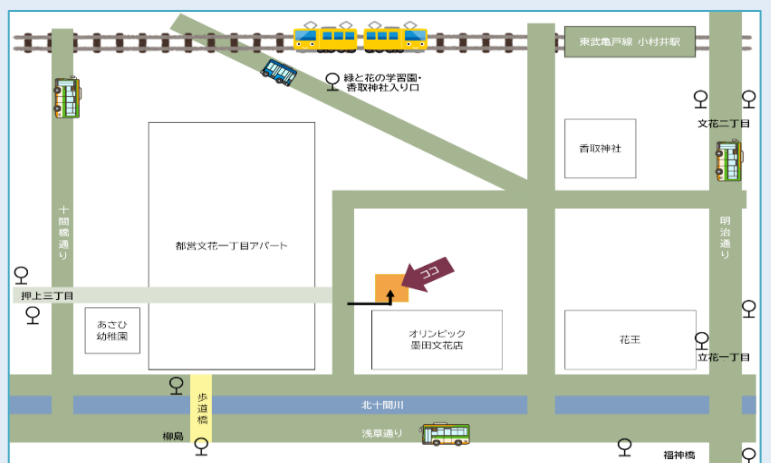 東武亀戸線 小村井駅
緑と花の学習園・
香取神社入り口
文花二丁目
香取神社
十間橋通り
都営文花一丁目アパート
明治通り
ココ
押上三丁目
あさひ
幼稚園
オリンピック
墨田文花店
花王
立花一丁目
歩道橋
北十間川
柳島
浅草通り
福神橋